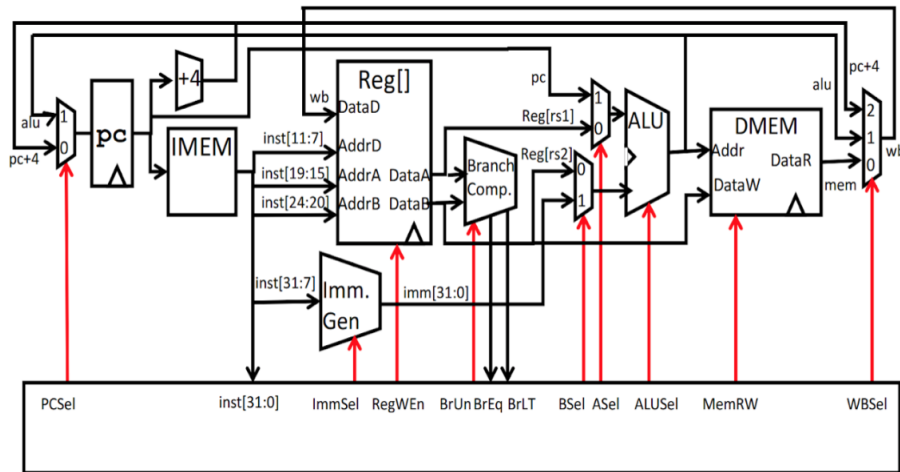 pc+4
wb
alu
+4
Reg[]
DataD
AddrD
AddrA
AddrB
DataA
DataB
pc
IMEM
alu
1
0
pc+4
inst[11:7]
inst[19:15]
inst[24:20]
Branch
Comp.
pc
Reg[rs1]
Reg[rs2]
1
0
0
1
ALU
DMEM
Addr
DataR
DataW
mem
2
1
0
wb
inst[31:7]
Imm.
Gen
imm[31:0]
PCSel inst[31:0] ImmSel RegWEn BrUn BrEq BrLT BSel ASel ALUSel MemRW WBSel